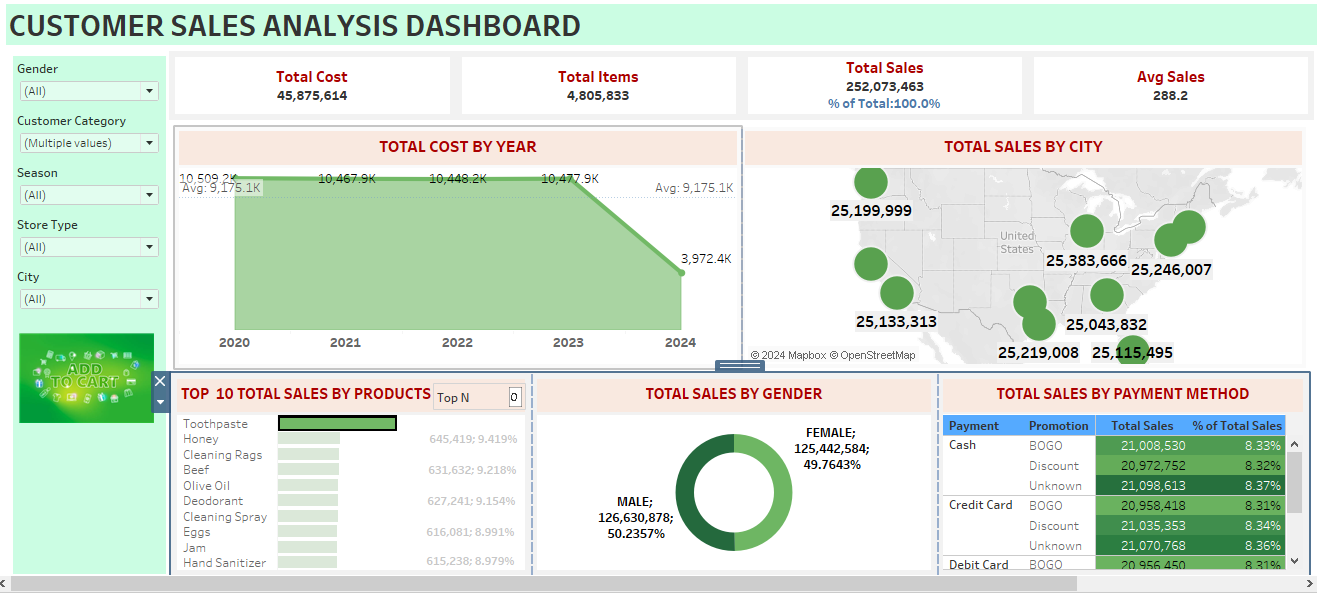 CUSTOMER SALES ANALYSIS DASHBOARD
Gender
(All)
Customer Category
(Multiple values)
Season
(All)
Store Type
(All)
City
(All)
ADD
TO CART
Total Cost
45,875,614
Total Items
4,805,833
Total Sales
252,073,463
% of Total:100.0%
Avg Sales
288.2
TOTAL COST BY YEAR
10,509.2K
10,467.9K
10,448.2K
10,477.9K
Avg: 9,175.1K
Avg: 9,175.1K
3,972.4K
2020
2021
2022
2023
2024
TOTAL SALES BY CITY
25,199,999
United
States
25,383,666
25,246,007
25,133,313
25,043,832
25,219,008
25,115,495
© 2024 Mapbox © OpenStreetMap
TOP 10 TOTAL SALES BY PRODUCTS
Top N
0
Toothpaste
Honey
645,419; 9.419%
Cleaning Rags
Beef
631,632; 9.218%
Olive Oil
Deodorant
627,241; 9.154%
Cleaning Spray
Eggs
616,081; 8.991%
Jam
Hand Sanitizer
615,238; 8.979%
TOTAL SALES BY GENDER
FEMALE;
125,442,584;
49.7643%
MALE;
126,630,878;
50.2357%
TOTAL SALES BY PAYMENT METHOD
Payment Promotion Total Sales % of Total Sales
Cash BOGO 21,008,530 8.33%
Discount 20,972,752 8.32%
Unknown 21,098,613 8.37%
Credit Card BOGO 20,958,418 8.31%
Discount 21,035,353 8.34%
Unknown 21,070,768 8.36%
Debit Card BOGO 20,956,450 8.31%